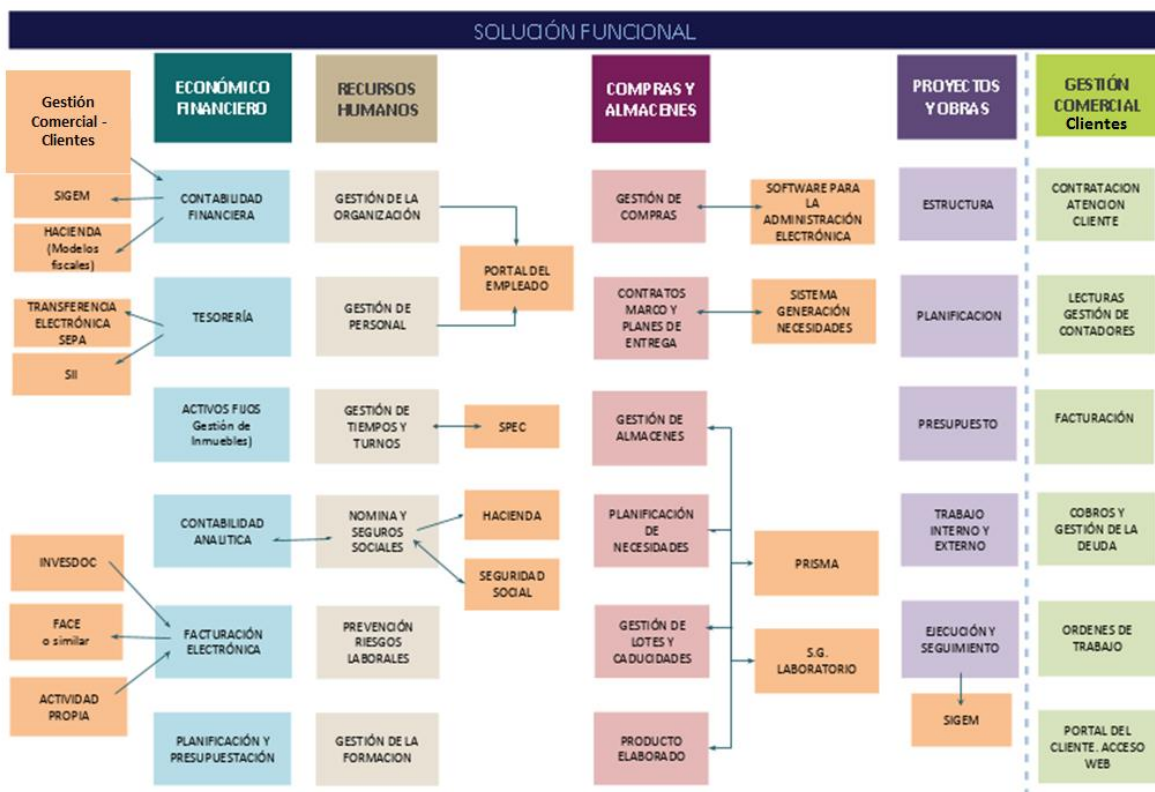 SOLUCIÓN FUNCIONAL
Gestión
Comercial -
Clientes
ECONÓMICO
FINANCIERO
RECURSOS
HUMANOS
COMPRAS Y
ALMACENES
PROYECTOS
Y OBRAS
GESTIÓN
COMERCIAL
Clientes
SIGEM
HACIENDA
(Modelos
fiscales)
CONTABILIDAD
FINANCIERA
GESTIÓN DE LA
ORGANIZACIÓN
GESTIÓN DE
COMPRAS
SOFTWARE PARA
LA
ADMINISTRACIÓN
ELECTRÓNICA
ESTRUCTURA
CONTRATACION
ATENCION
CLIENTE
PORTAL DEL
EMPLEADO
TRANSFERENCIA
ELECTRÓNICA
SEPA
SII
TESORERÍA
GESTIÓN DE
PERSONAL
CONTRATOS
MARCO Y
PLANES DE
ENTREGA
SISTEMA
GENERACIÓN
NECESIDADES
PLANIFICACION
LECTURAS
GESTIÓN DE
CONTADORES
ACTIVOS FIJOS
Gestión de
Inmuebles)
GESTIÓN DE
TIEMPOS Y
TURNOS
SPEC
GESTIÓN DE
ALMACENES
PRESUPUESTO
FACTURACIÓN
CONTABILIDAD
ANALITICA
NOMINA Y
SEGUROS
SOCIALES
HACIENDA
SEGURIDAD
SOCIAL
PLANIFICACIÓN
DE
NECESIDADES
PRISMA
TRABAJO
INTERNO Y
EXTERNO
COBROS Y
GESTIÓN DE LA
DEUDA
INVESDOC
FACE
o similar
ACTIVIDAD
PROPIA
FACTURACIÓN
ELECTRÓNICA
PREVENCIÓN
RIESGOS
LABORALES
GESTIÓN DE
LOTES Y
CADUCIDADES
S.G.
LABORATORIO
EJECUCIÓN Y
SEGUIMIENTO
ORDENES DE
TRABAJO
PLANIFICACIÓN Y
PRESUPUESTACIÓN
GESTIÓN DE LA
FORMACION
PRODUCTO
ELABORADO
SIGEM
PORTAL DEL
CLIENTE. ACCESO
WEB